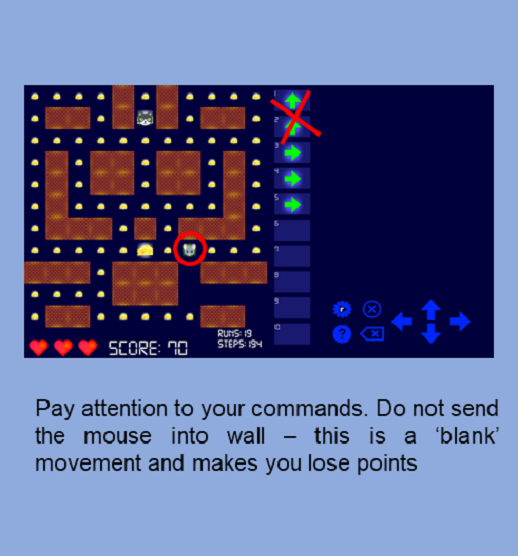 1
2
3
4
5
6
7
8
9
10
RUNS: 19
SCORE: 70
STEPS: 194
?
Pay attention to your commands. Do not send
the mouse into wall – this is a ‘blank’
movement and makes you lose points